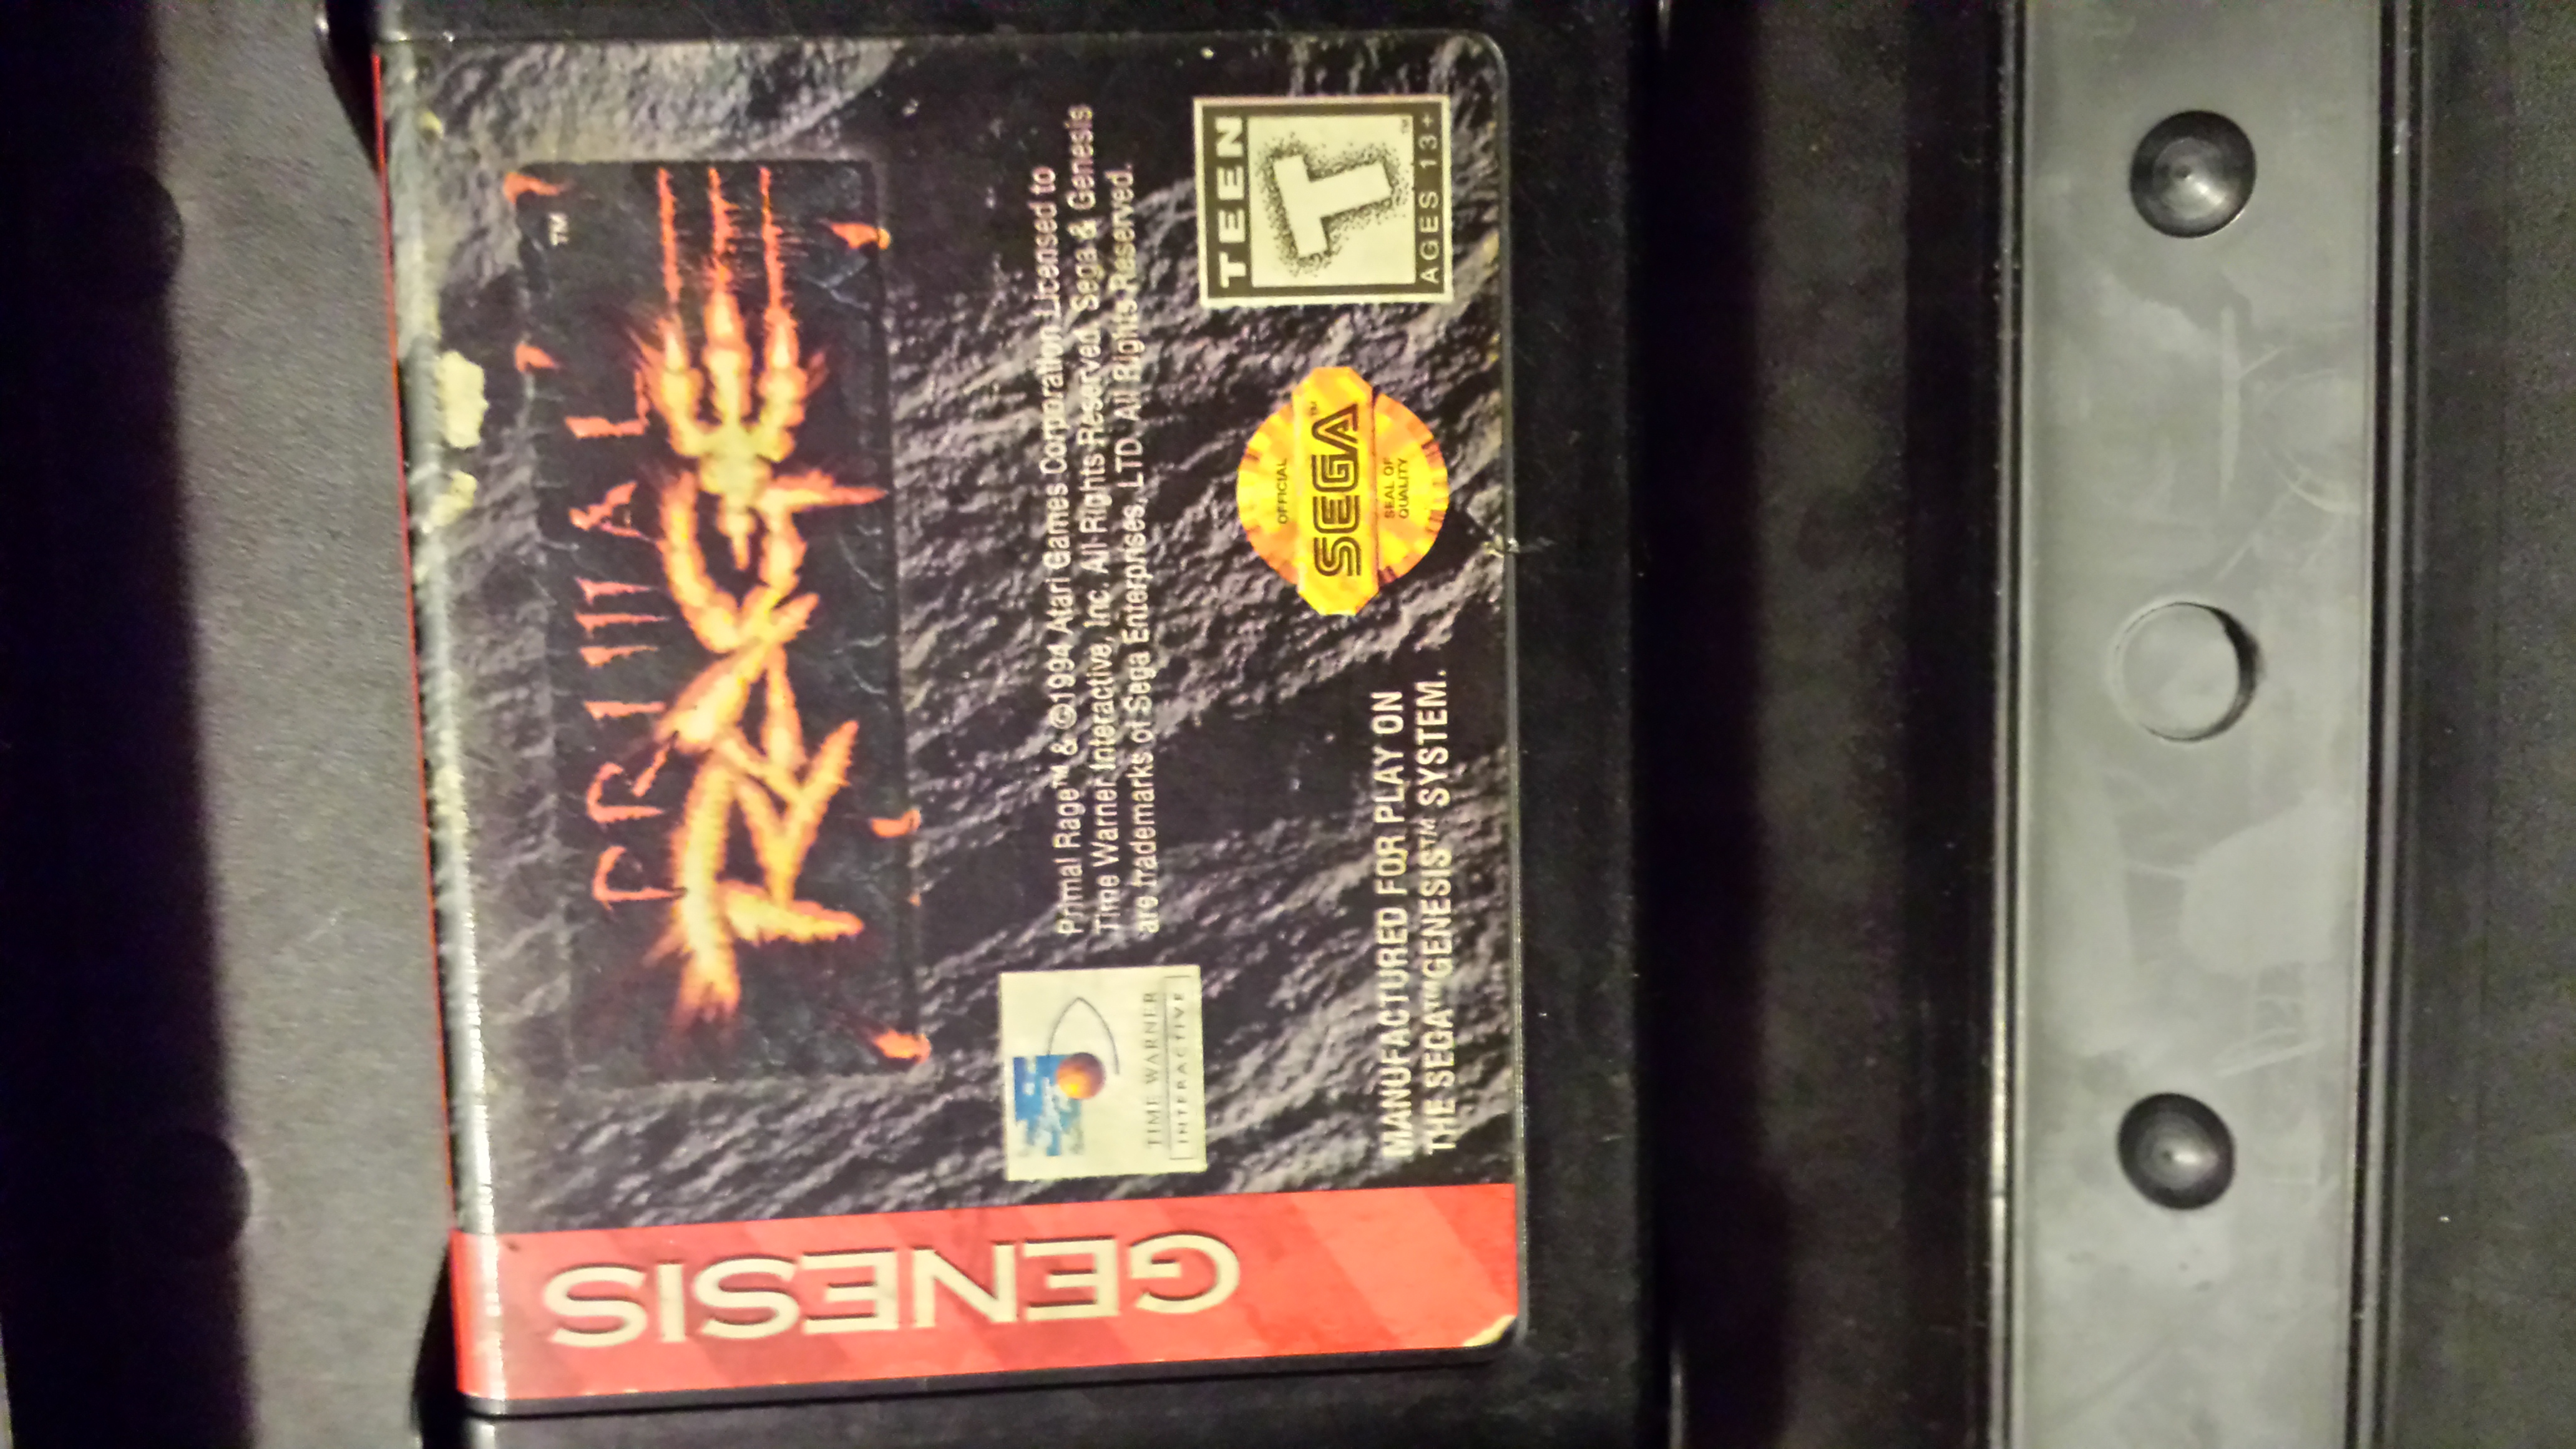 GENESIS
PRIMAL ™
RAGE
Primal Rage™ & ©1994 Atari Games Corporation Licensed to
Time Warner Interactive, Inc. All Rights Reserved. Sega & Genesis
are trademarks of Sega Enterprises, LTD. All Rights Reserved.
TIME WARNER
INTERACTIVE
MANUFACTURED FOR PLAY ON
THE SEGA™ GENESIS™ SYSTEM.
OFFICIAL
SEGA™
SEAL OF
QUALITY
TEEN
T™
AGES 13+